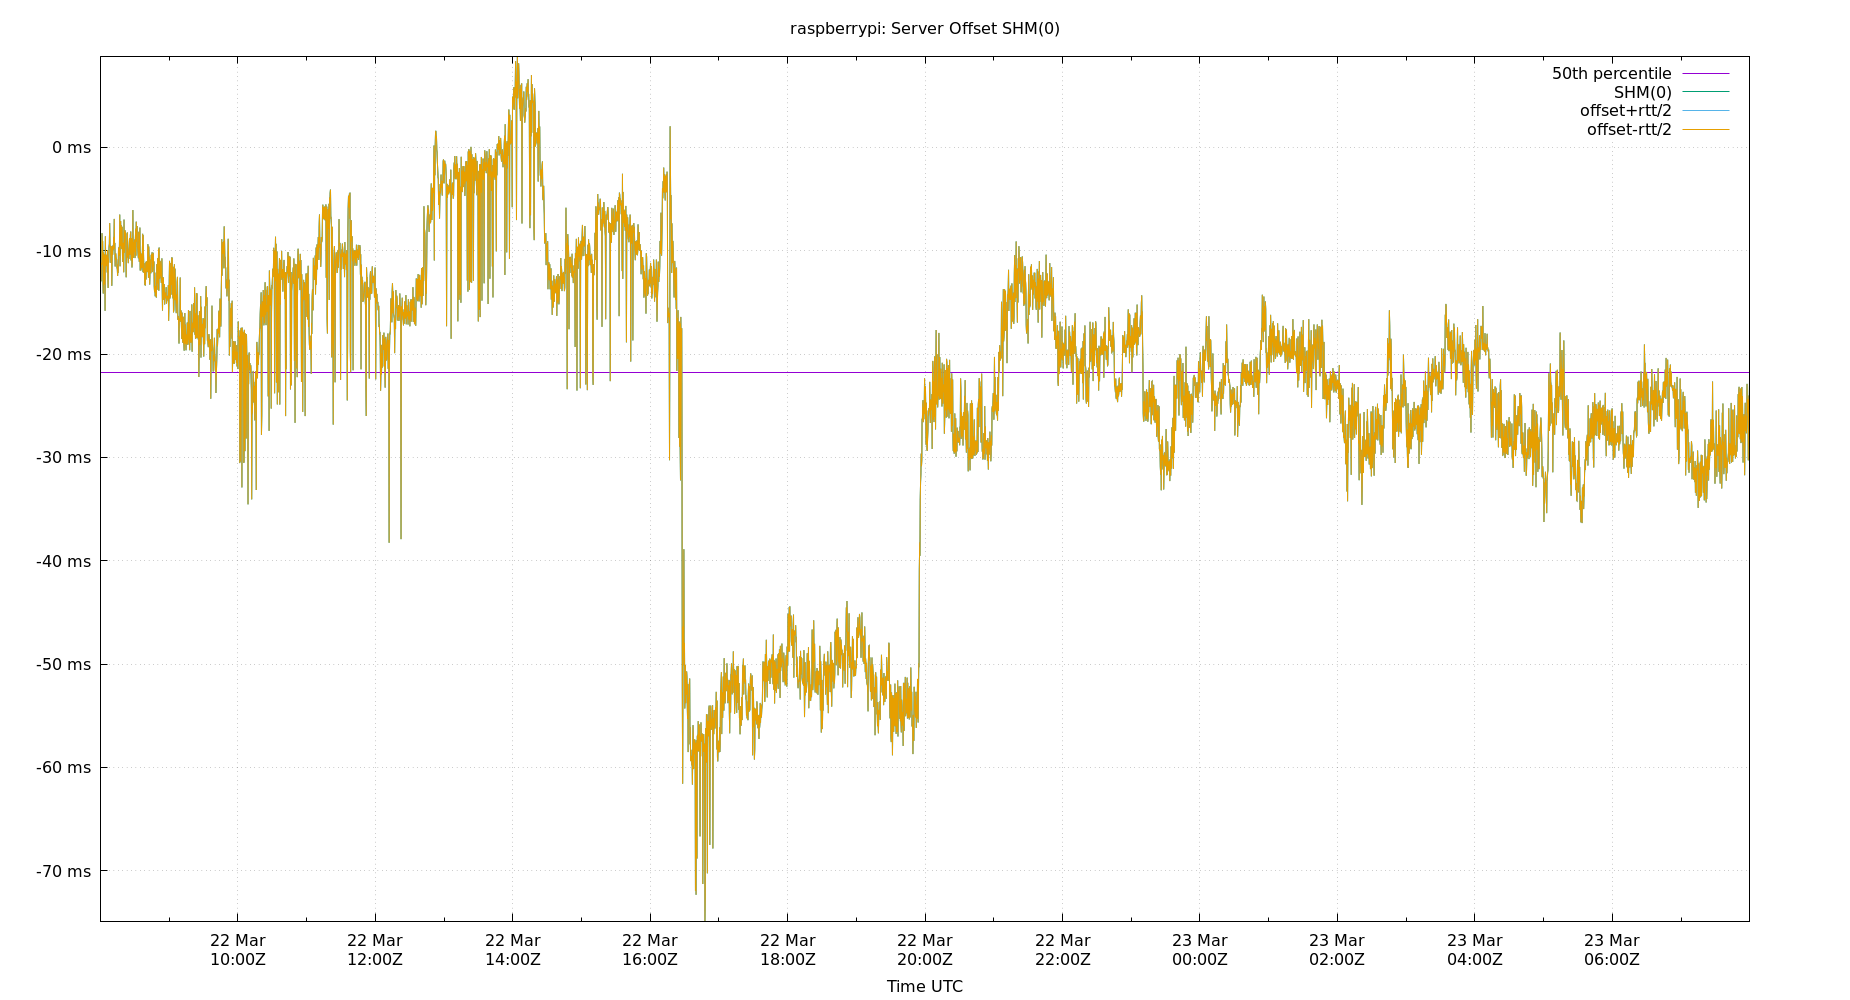 raspberrypi: Server Offset SHM(0)
50th percentile
SHM(0)
offset+rtt/2
offset-rtt/2
0 ms
-10 ms
-20 ms
-30 ms
-40 ms
-50 ms
-60 ms
-70 ms
22 Mar 22 Mar 22 Mar 22 Mar 22 Mar 22 Mar 22 Mar 23 Mar 23 Mar 23 Mar 23 Mar
10:00Z 12:00Z 14:00Z 16:00Z 18:00Z 20:00Z 22:00Z 00:00Z 02:00Z 04:00Z 06:00Z
Time UTC